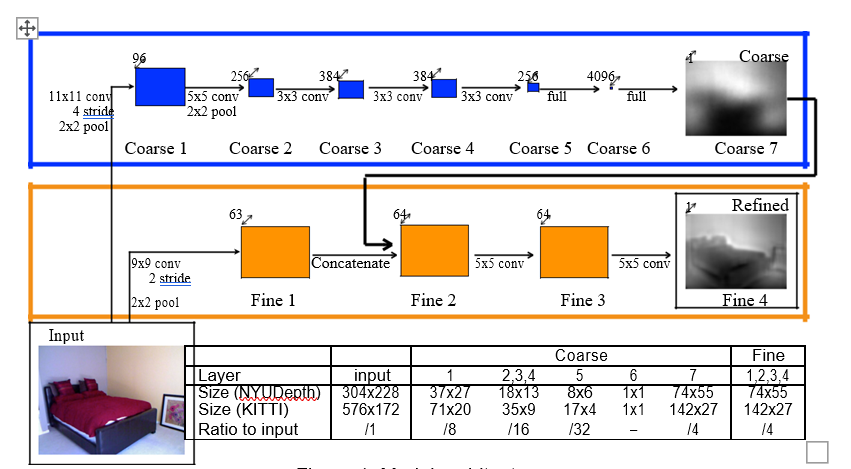 96 256 384 384 256 4096 1 Coarse
11x11 conv 5x5 conv 3x3 conv 3x3 conv 3x3 conv full full
4 stride 2x2 pool
2x2 pool
Coarse 1 Coarse 2 Coarse 3 Coarse 4 Coarse 5 Coarse 6 Coarse 7
63 64 64 1 Refined
9x9 conv Concatenate 5x5 conv 5x5 conv
2 stride
2x2 pool Fine 1 Fine 2 Fine 3 Fine 4
Input
Coarse Fine
Layer input 1 2,3,4 5 6 7 1,2,3,4
Size (NYUDepth) 304x228 37x27 18x13 8x6 1x1 74x55 74x55
Size (KITTI) 576x172 71x20 35x9 17x4 1x1 142x27 142x27
Ratio to input /1 /8 /16 /32 – /4 /4